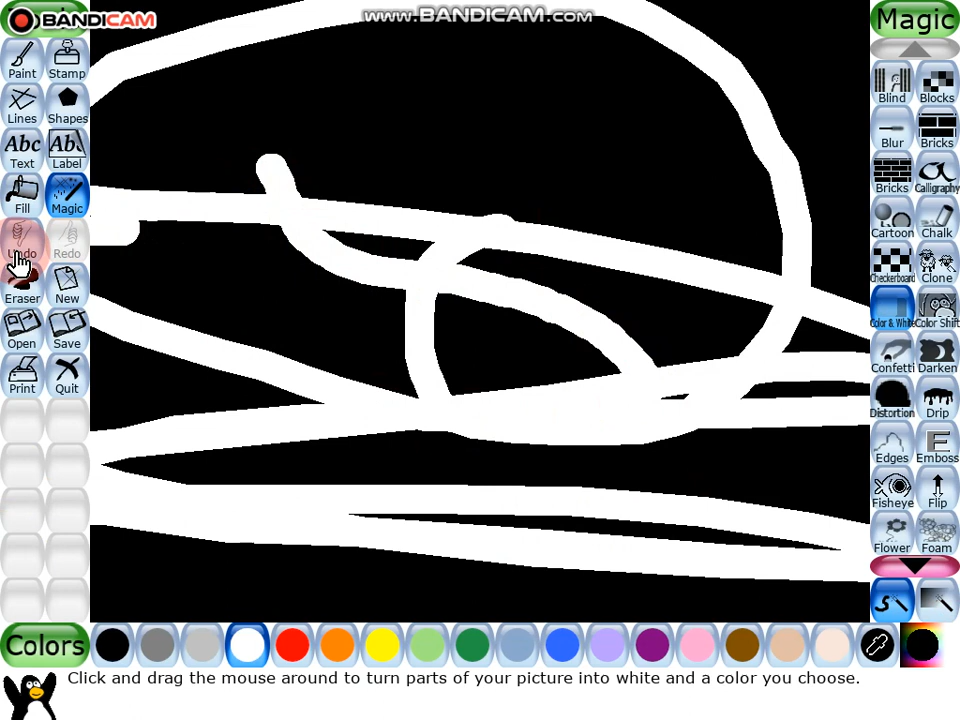 BANDICAM
www.BANDICAM.com
Magic
Paint
Stamp
Lines
Shapes
Abc
Text
Abc
Label
Fill
Magic
Undo
Redo
Eraser
New
Open
Save
Print
Quit
Blind
Blocks
Blur
Bricks
Bricks
Calligraphy
Cartoon
Chalk
Checkerboard
Clone
Color & White
Color Shift
Confetti
Darken
Distortion
Drip
Edges
E
Emboss
Fisheye
Flip
Flower
Foam
Colors
Click and drag the mouse around to turn parts of your picture into white and a color you choose.